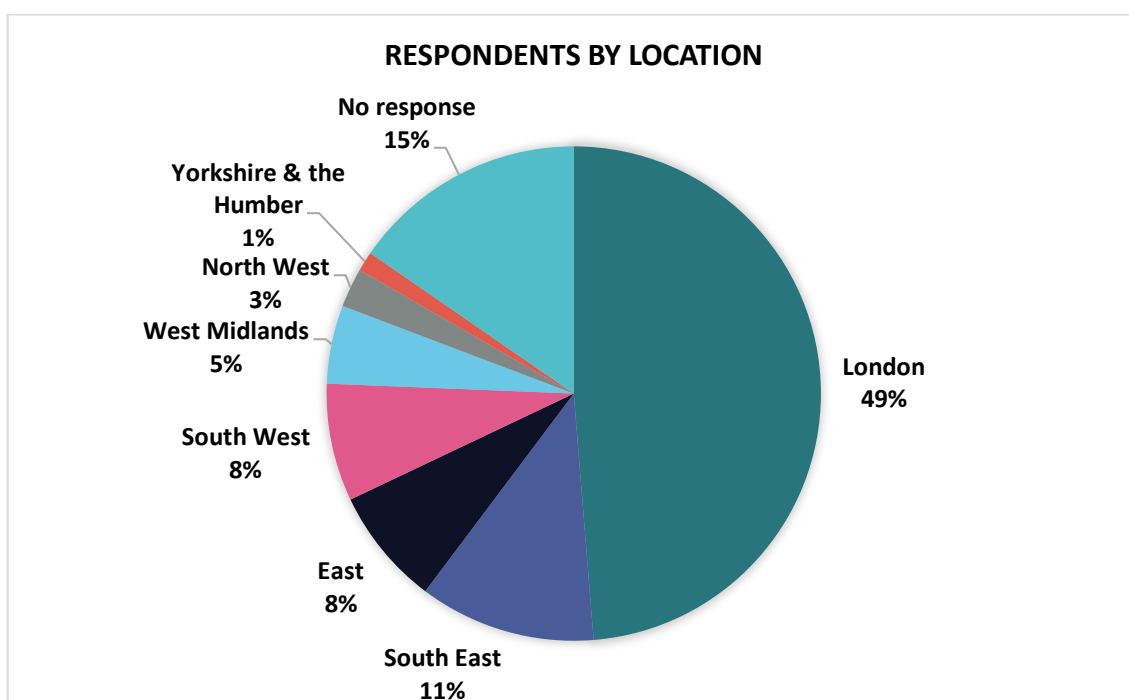 RESPONDENTS BY LOCATION
No response
15%
Yorkshire & the
Humber
1%
North West
3%
West Midlands
5%
South West
8%
East
8%
South East
11%
London
49%